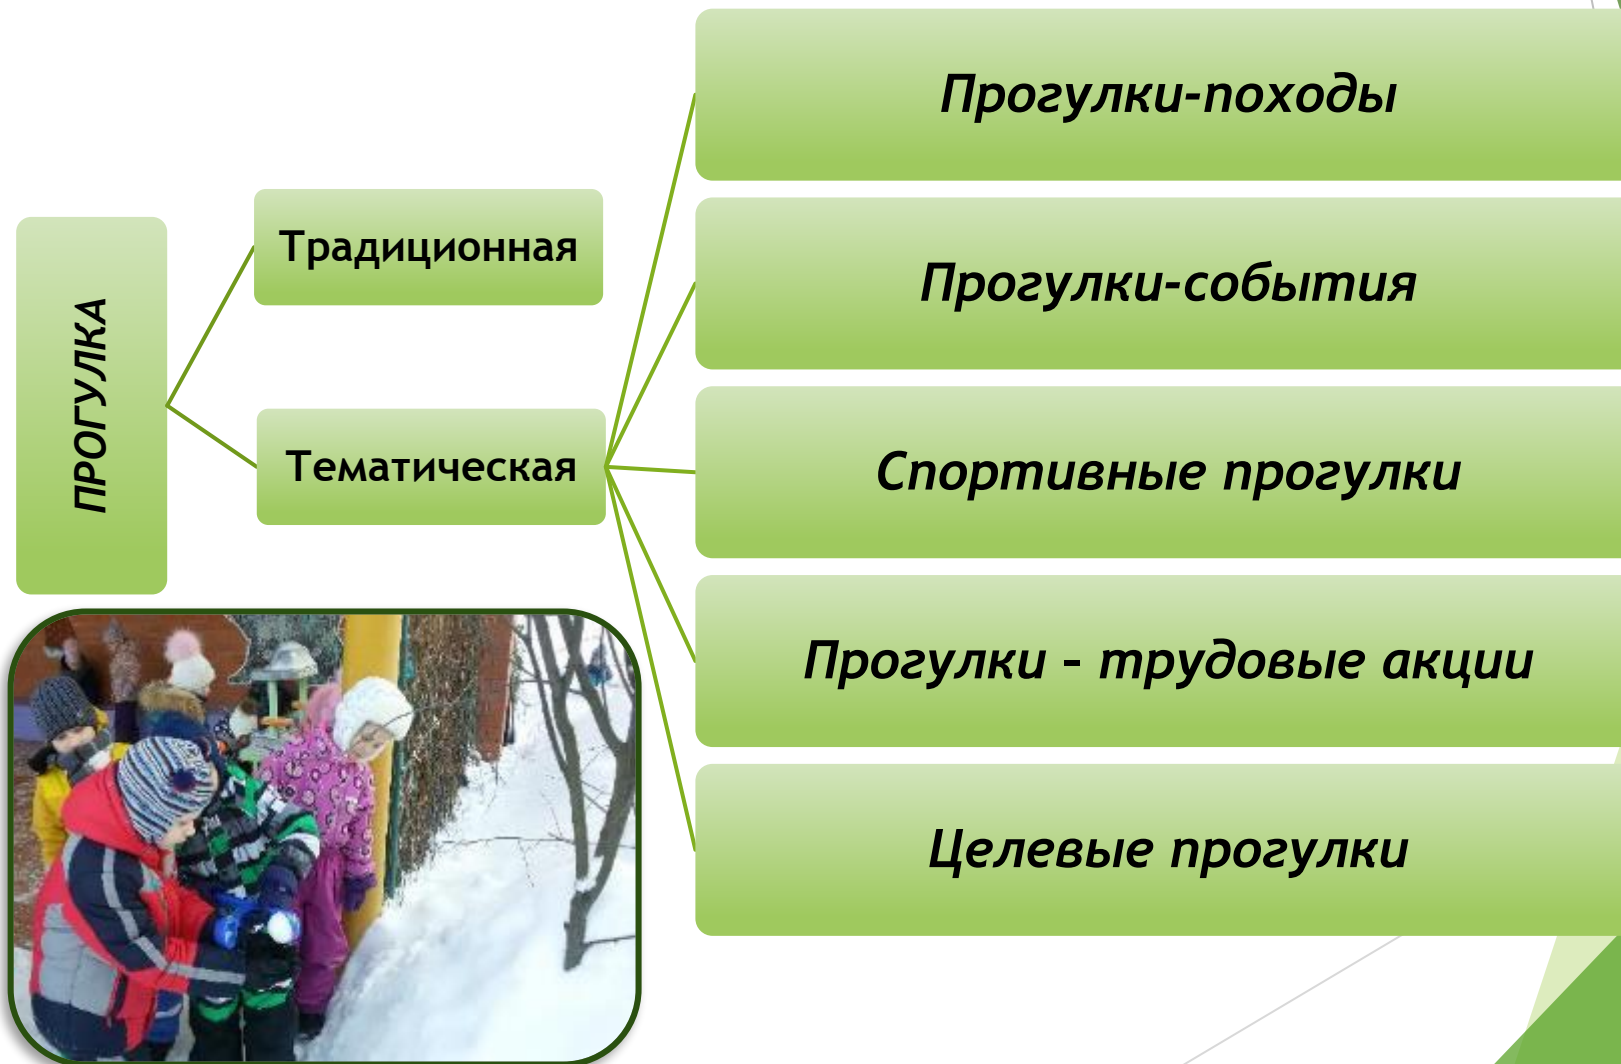 ПРОГУЛКА
Традиционная
Тематическая
Прогулки-походы
Прогулки-события
Спортивные прогулки
Прогулки - трудовые акции
Целевые прогулки